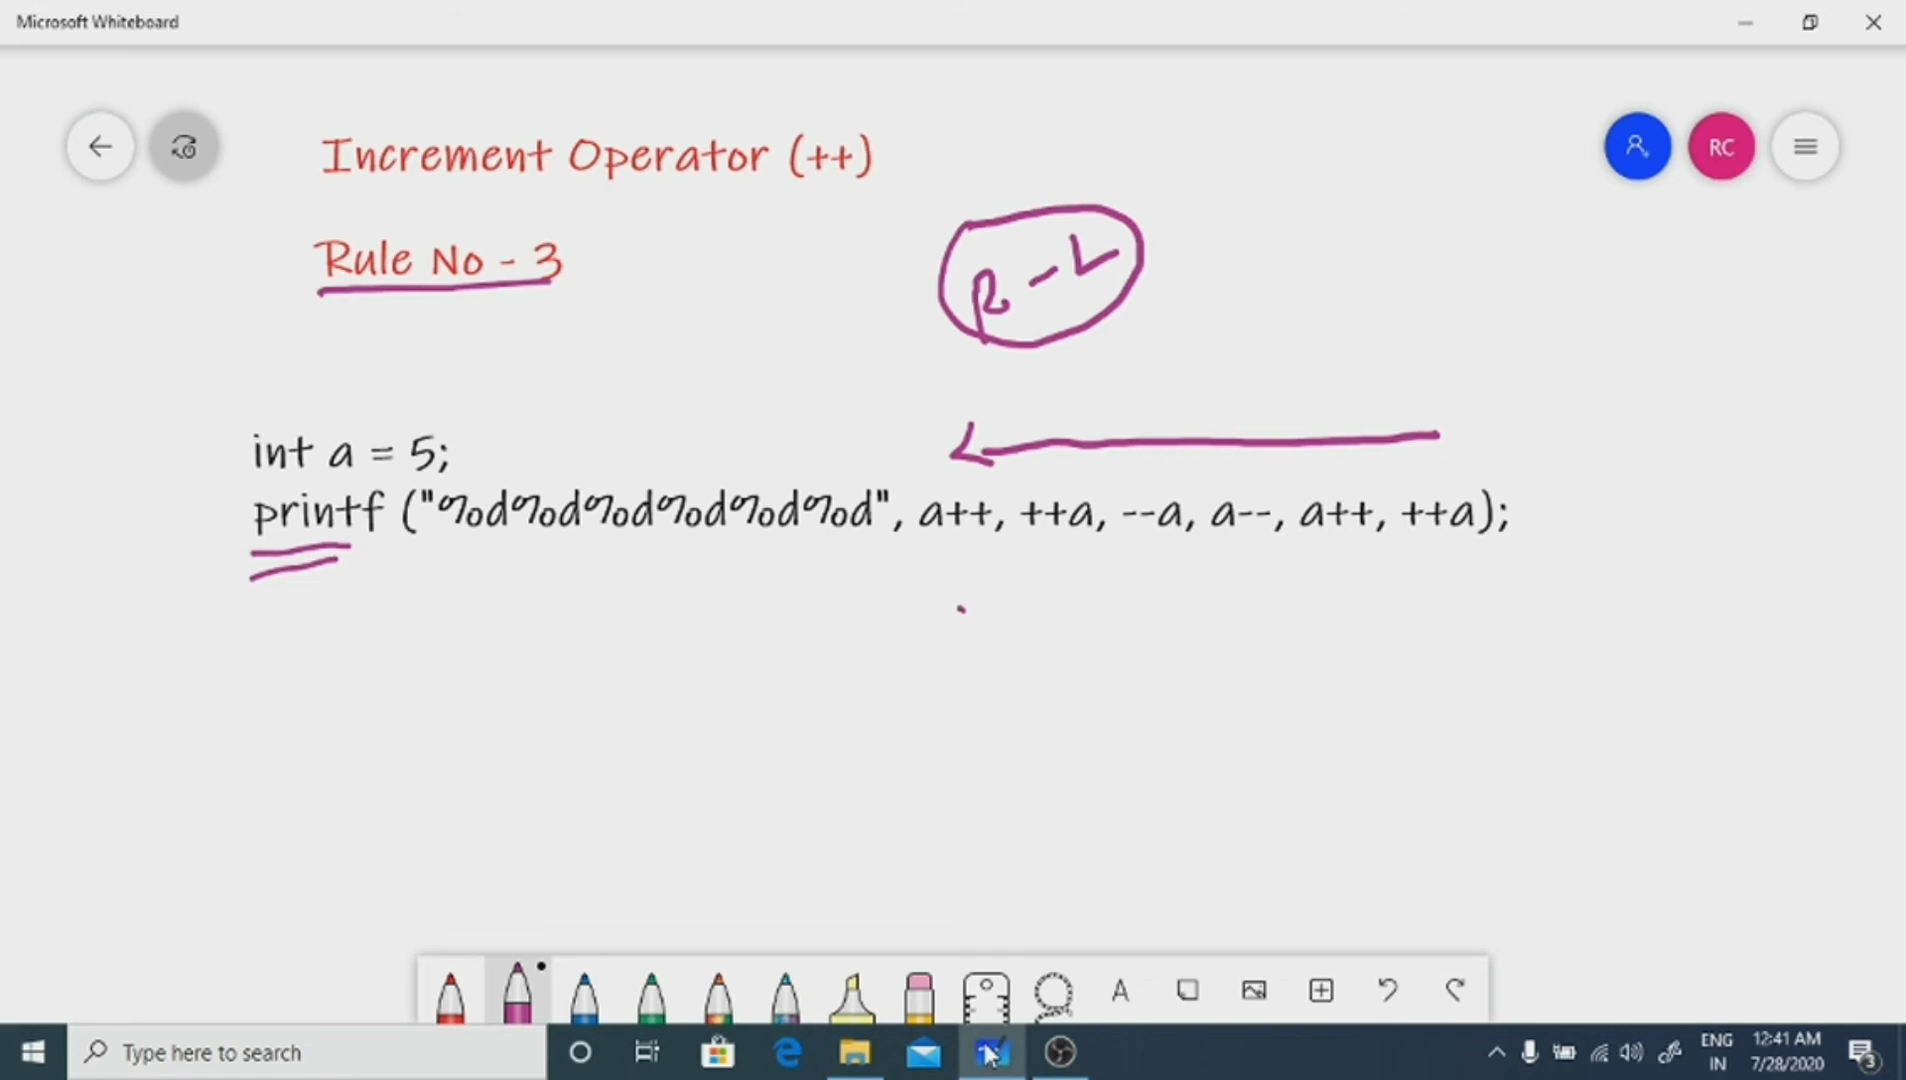 Microsoft Whiteboard
Increment Operator (++)
RC
Rule No - 3
R - L
int a = 5;
printf ("%d%d%d%d%d%d", a++, ++a, --a, a--, a++, ++a);
A
Type here to search
ENG
IN
12:41 AM
7/28/2020
3